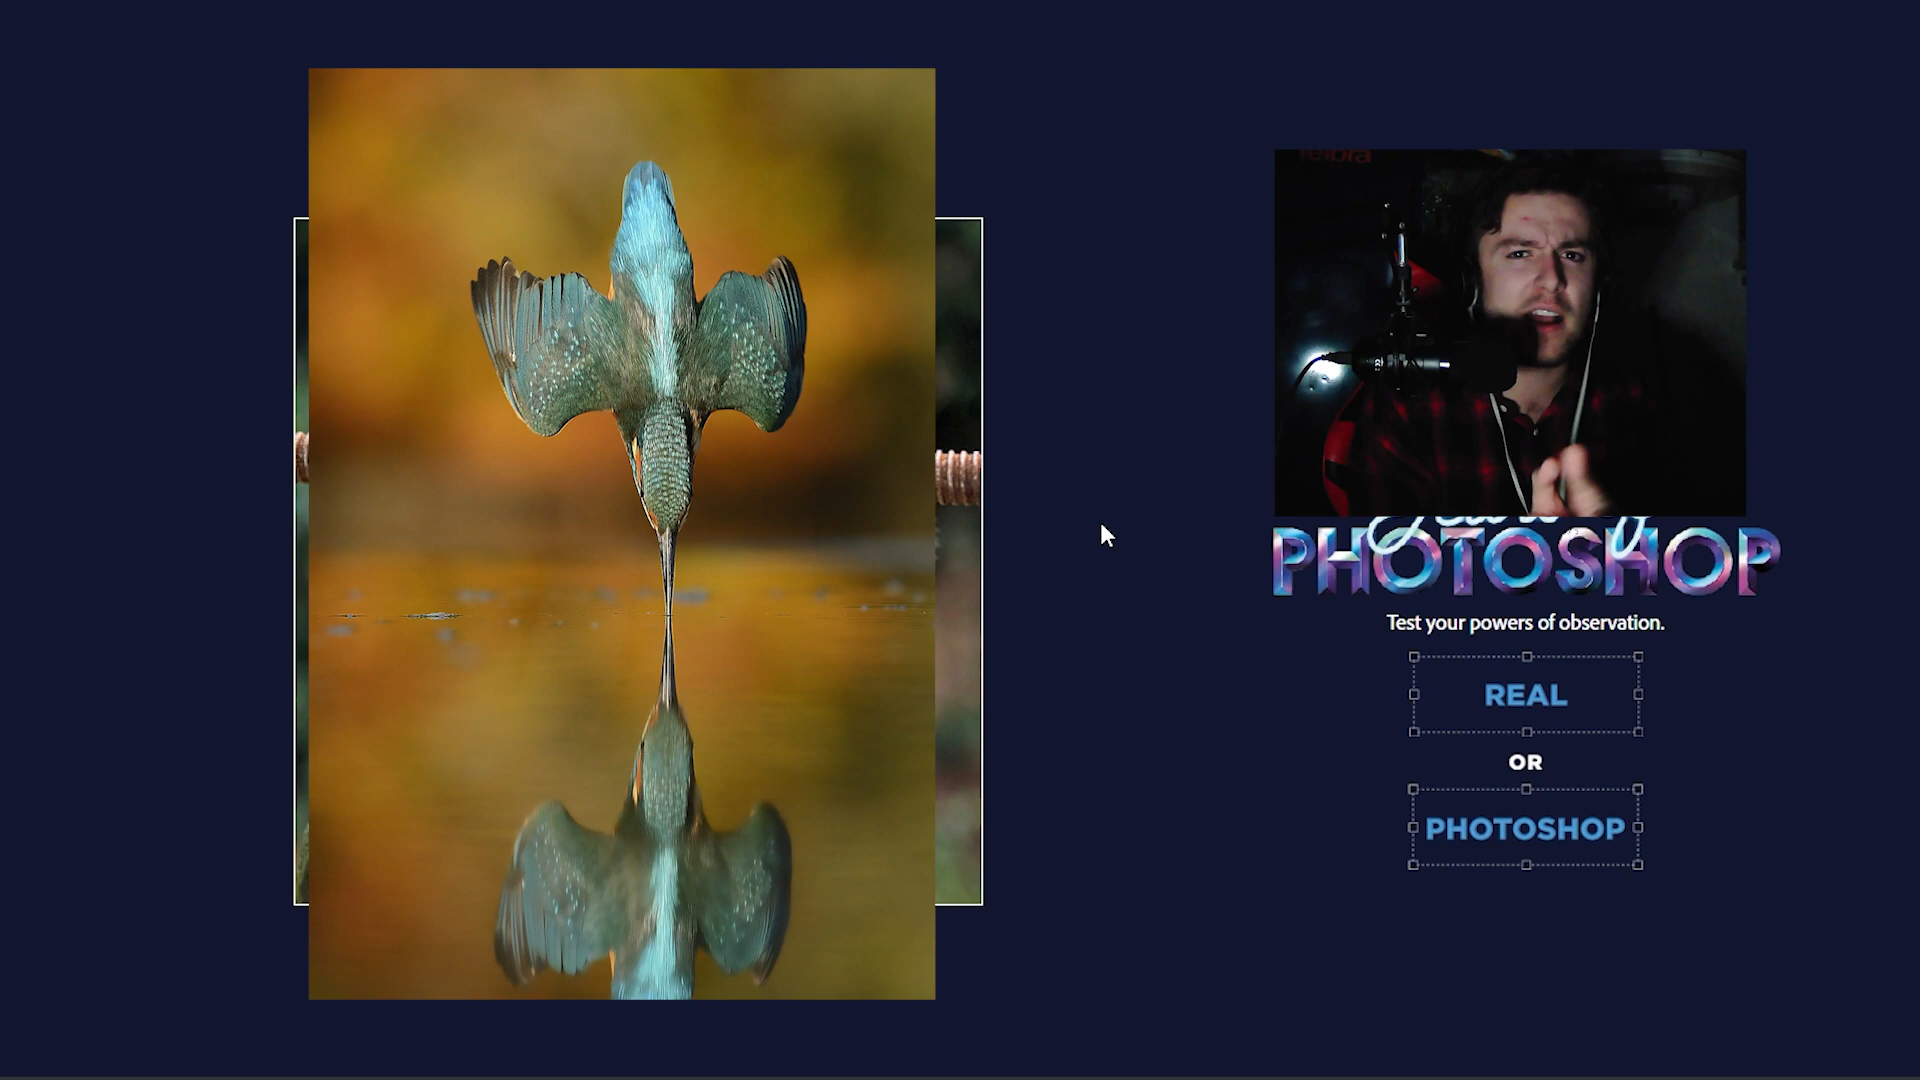 PHOTOSHOP
Test your powers of observation.
REAL
OR
PHOTOSHOP